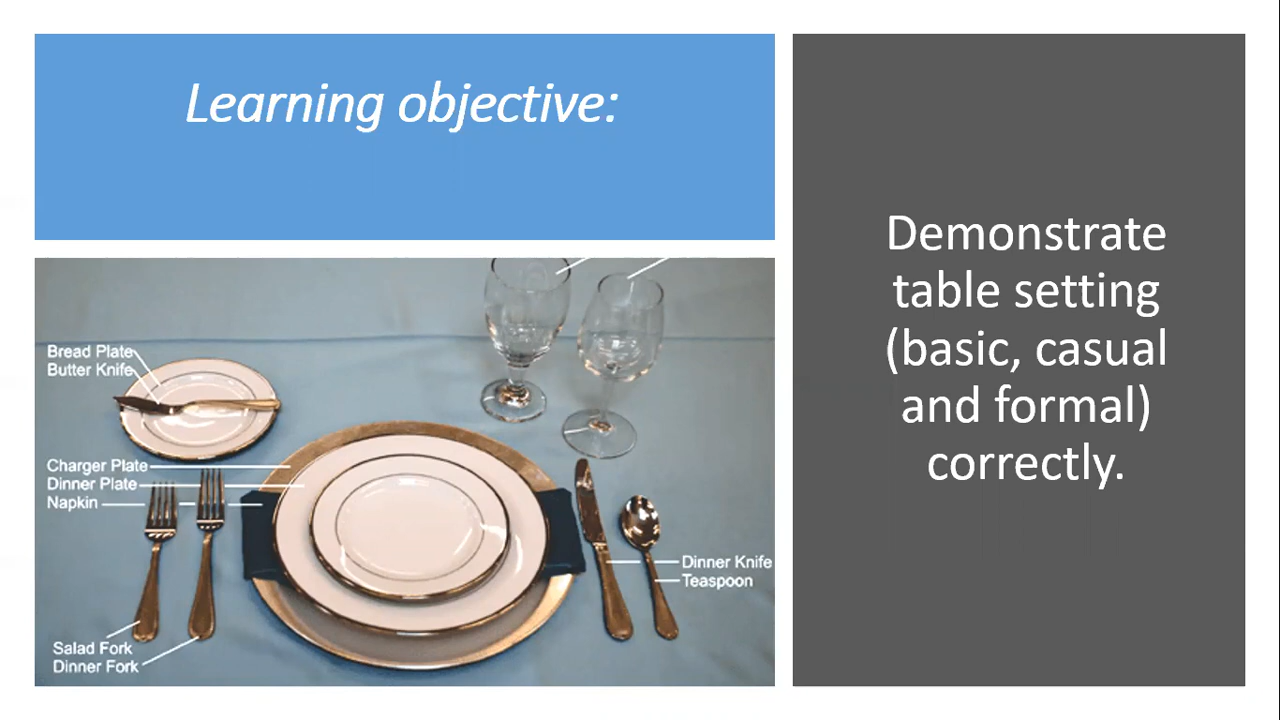 Learning objective:
Demonstrate
table setting
(basic, casual
and formal)
correctly.
Bread Plate
Butter Knife
Charger Plate
Dinner Plate
Napkin
Dinner Knife
Teaspoon
Salad Fork
Dinner Fork